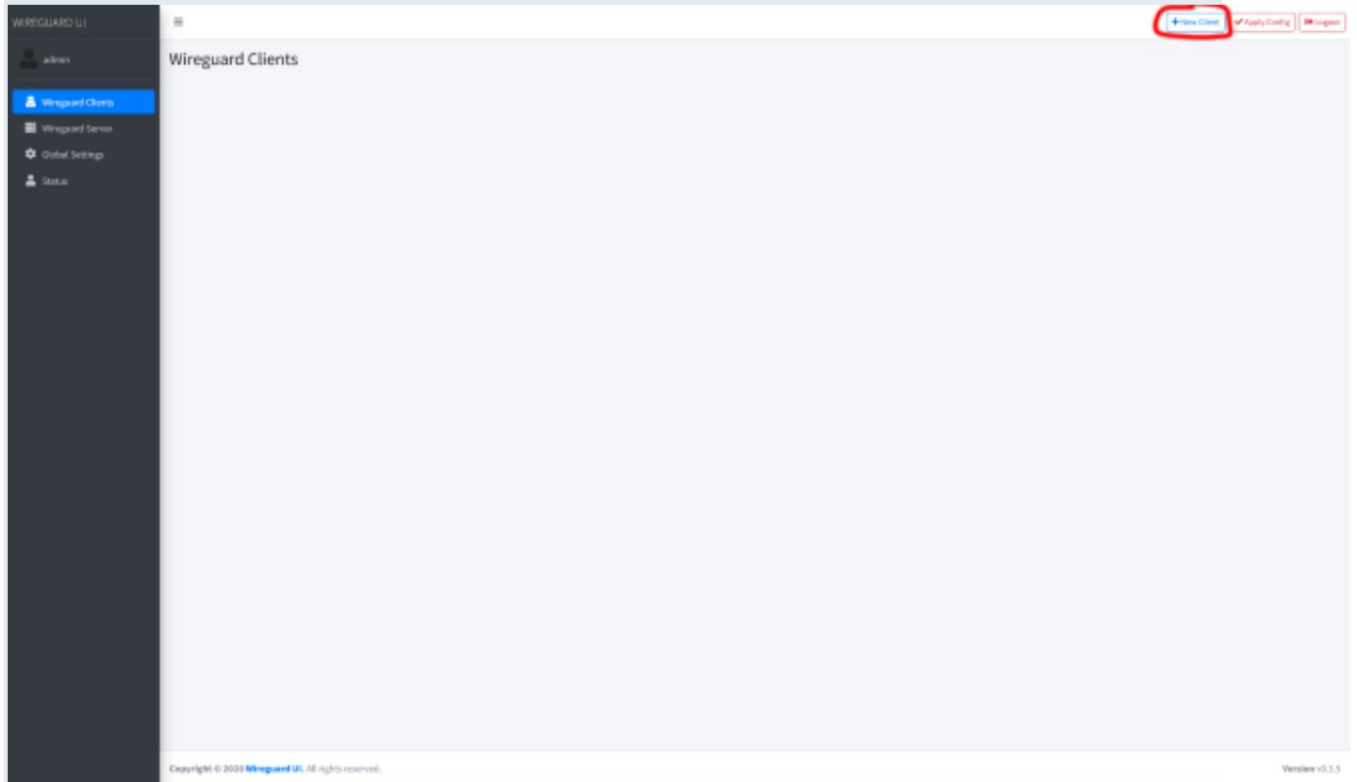 WIREGUARD UI
+ New Client
Apply Config
Logout
admin
Wireguard Clients
Wireguard Clients
Wireguard Server
Global Settings
Status
Copyright © 2020 Wireguard UI. All rights reserved.
Version